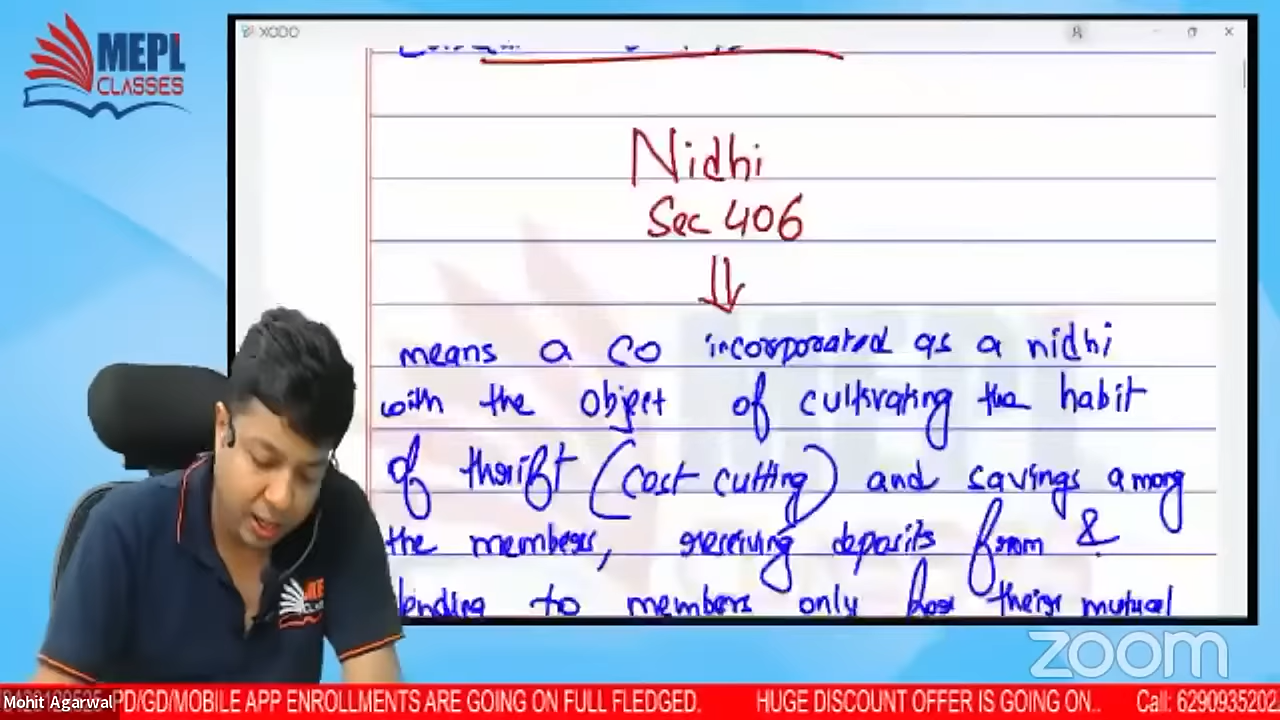 MEPL
CLASSES
XODO
Nidhi
Sec 406
means a co incorporated as a nidhi
with the object of cultivating the habit
of thrift (cost cutting) and savings among
the members, receiving deposits from &
lending to members only for their mutual
MEPL
CLASSES
zoom
Mohit Agarwal
PD/GD/MOBILE APP ENROLLMENTS ARE GOING ON FULL FLEDGED. HUGE DISCOUNT OFFER IS GOING ON.. Call: 6290935202